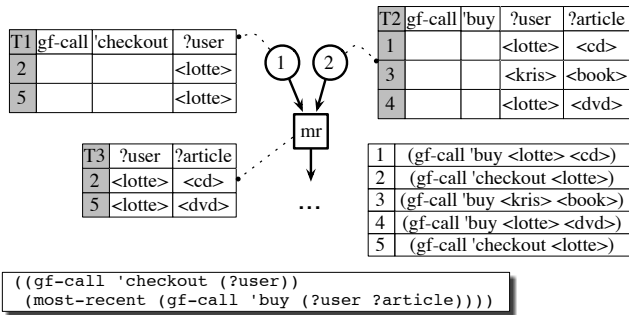 T1 gf-call 'checkout ?user
2 <lotte>
5 <lotte>
1
2
T2 gf-call 'buy ?user ?article
1 <lotte> <cd>
3 <kris> <book>
4 <lotte> <dvd>
mr
...
T3 ?user ?article
2 <lotte> <cd>
5 <lotte> <dvd>
1 (gf-call 'buy <lotte> <cd>)
2 (gf-call 'checkout <lotte>)
3 (gf-call 'buy <kris> <book>)
4 (gf-call 'buy <lotte> <dvd>)
5 (gf-call 'checkout <lotte>)
((gf-call 'checkout (?user))
(most-recent (gf-call 'buy (?user ?article))))